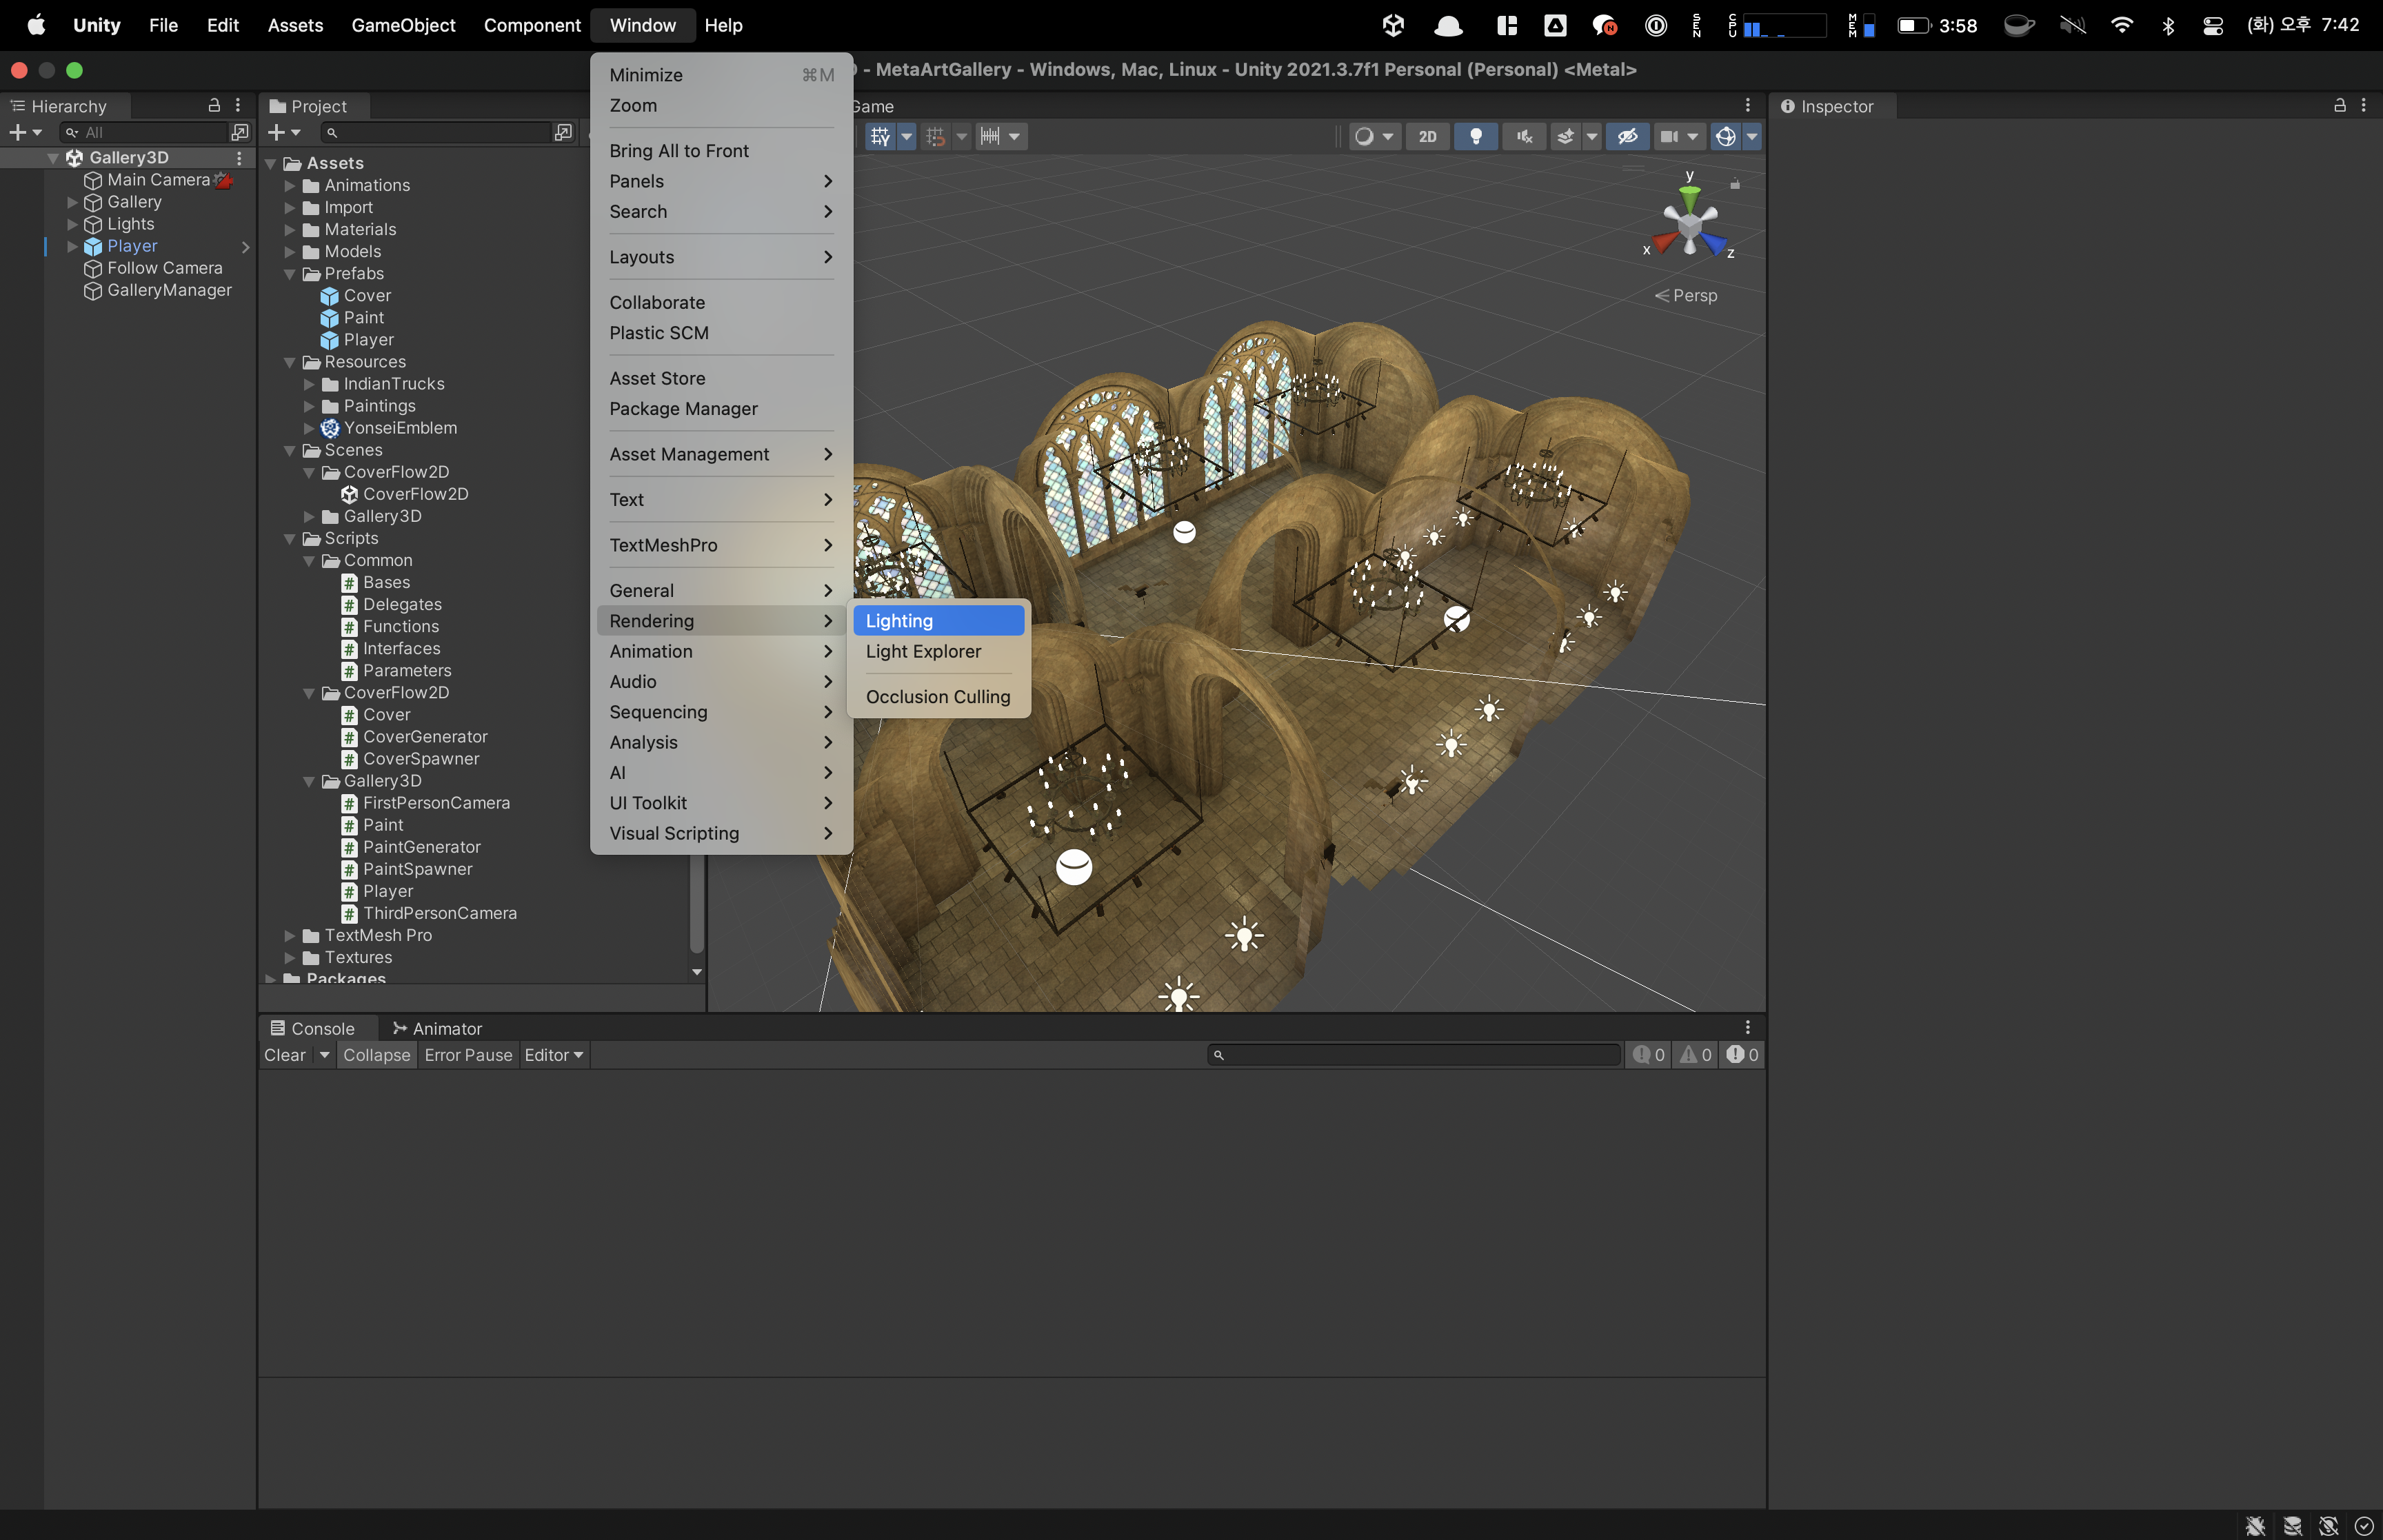 Unity File Edit Assets GameObject Component Window Help
SEN CPU MEM 3:58 (화) 오후 7:42
- MetaArtGallery - Windows, Mac, Linux - Unity 2021.3.7f1 Personal (Personal) <Metal>
Hierarchy
All
Gallery3D
Main Camera
Gallery
Lights
Player
Follow Camera
GalleryManager
Project
Assets
Animations
Import
Materials
Models
Prefabs
Cover
Paint
Player
Resources
IndianTrucks
Paintings
YonseiEmblem
Scenes
CoverFlow2D
CoverFlow2D
Gallery3D
Scripts
Common
Bases
Delegates
Functions
Interfaces
Parameters
CoverFlow2D
Cover
CoverGenerator
CoverSpawner
Gallery3D
FirstPersonCamera
Paint
PaintGenerator
PaintSpawner
Player
ThirdPersonCamera
TextMesh Pro
Textures
Packages
Minimize ⌘M
Zoom
Bring All to Front
Panels
Search
Layouts
Collaborate
Plastic SCM
Asset Store
Package Manager
Asset Management
Text
TextMeshPro
General
Rendering
Animation
Audio
Sequencing
Analysis
AI
UI Toolkit
Visual Scripting
Lighting
Light Explorer
Occlusion Culling
Game
2D
y
x
z
Persp
Inspector
Console Animator
Clear Collapse Error Pause Editor
0 0 0